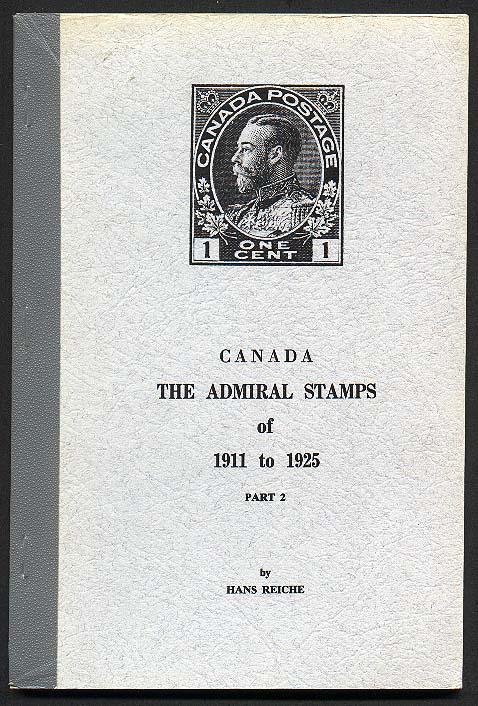 CANADA POSTAGE
1 ONE CENT 1
CANADA
THE ADMIRAL STAMPS
of
1911 to 1925
PART 2
by
HANS REICHE